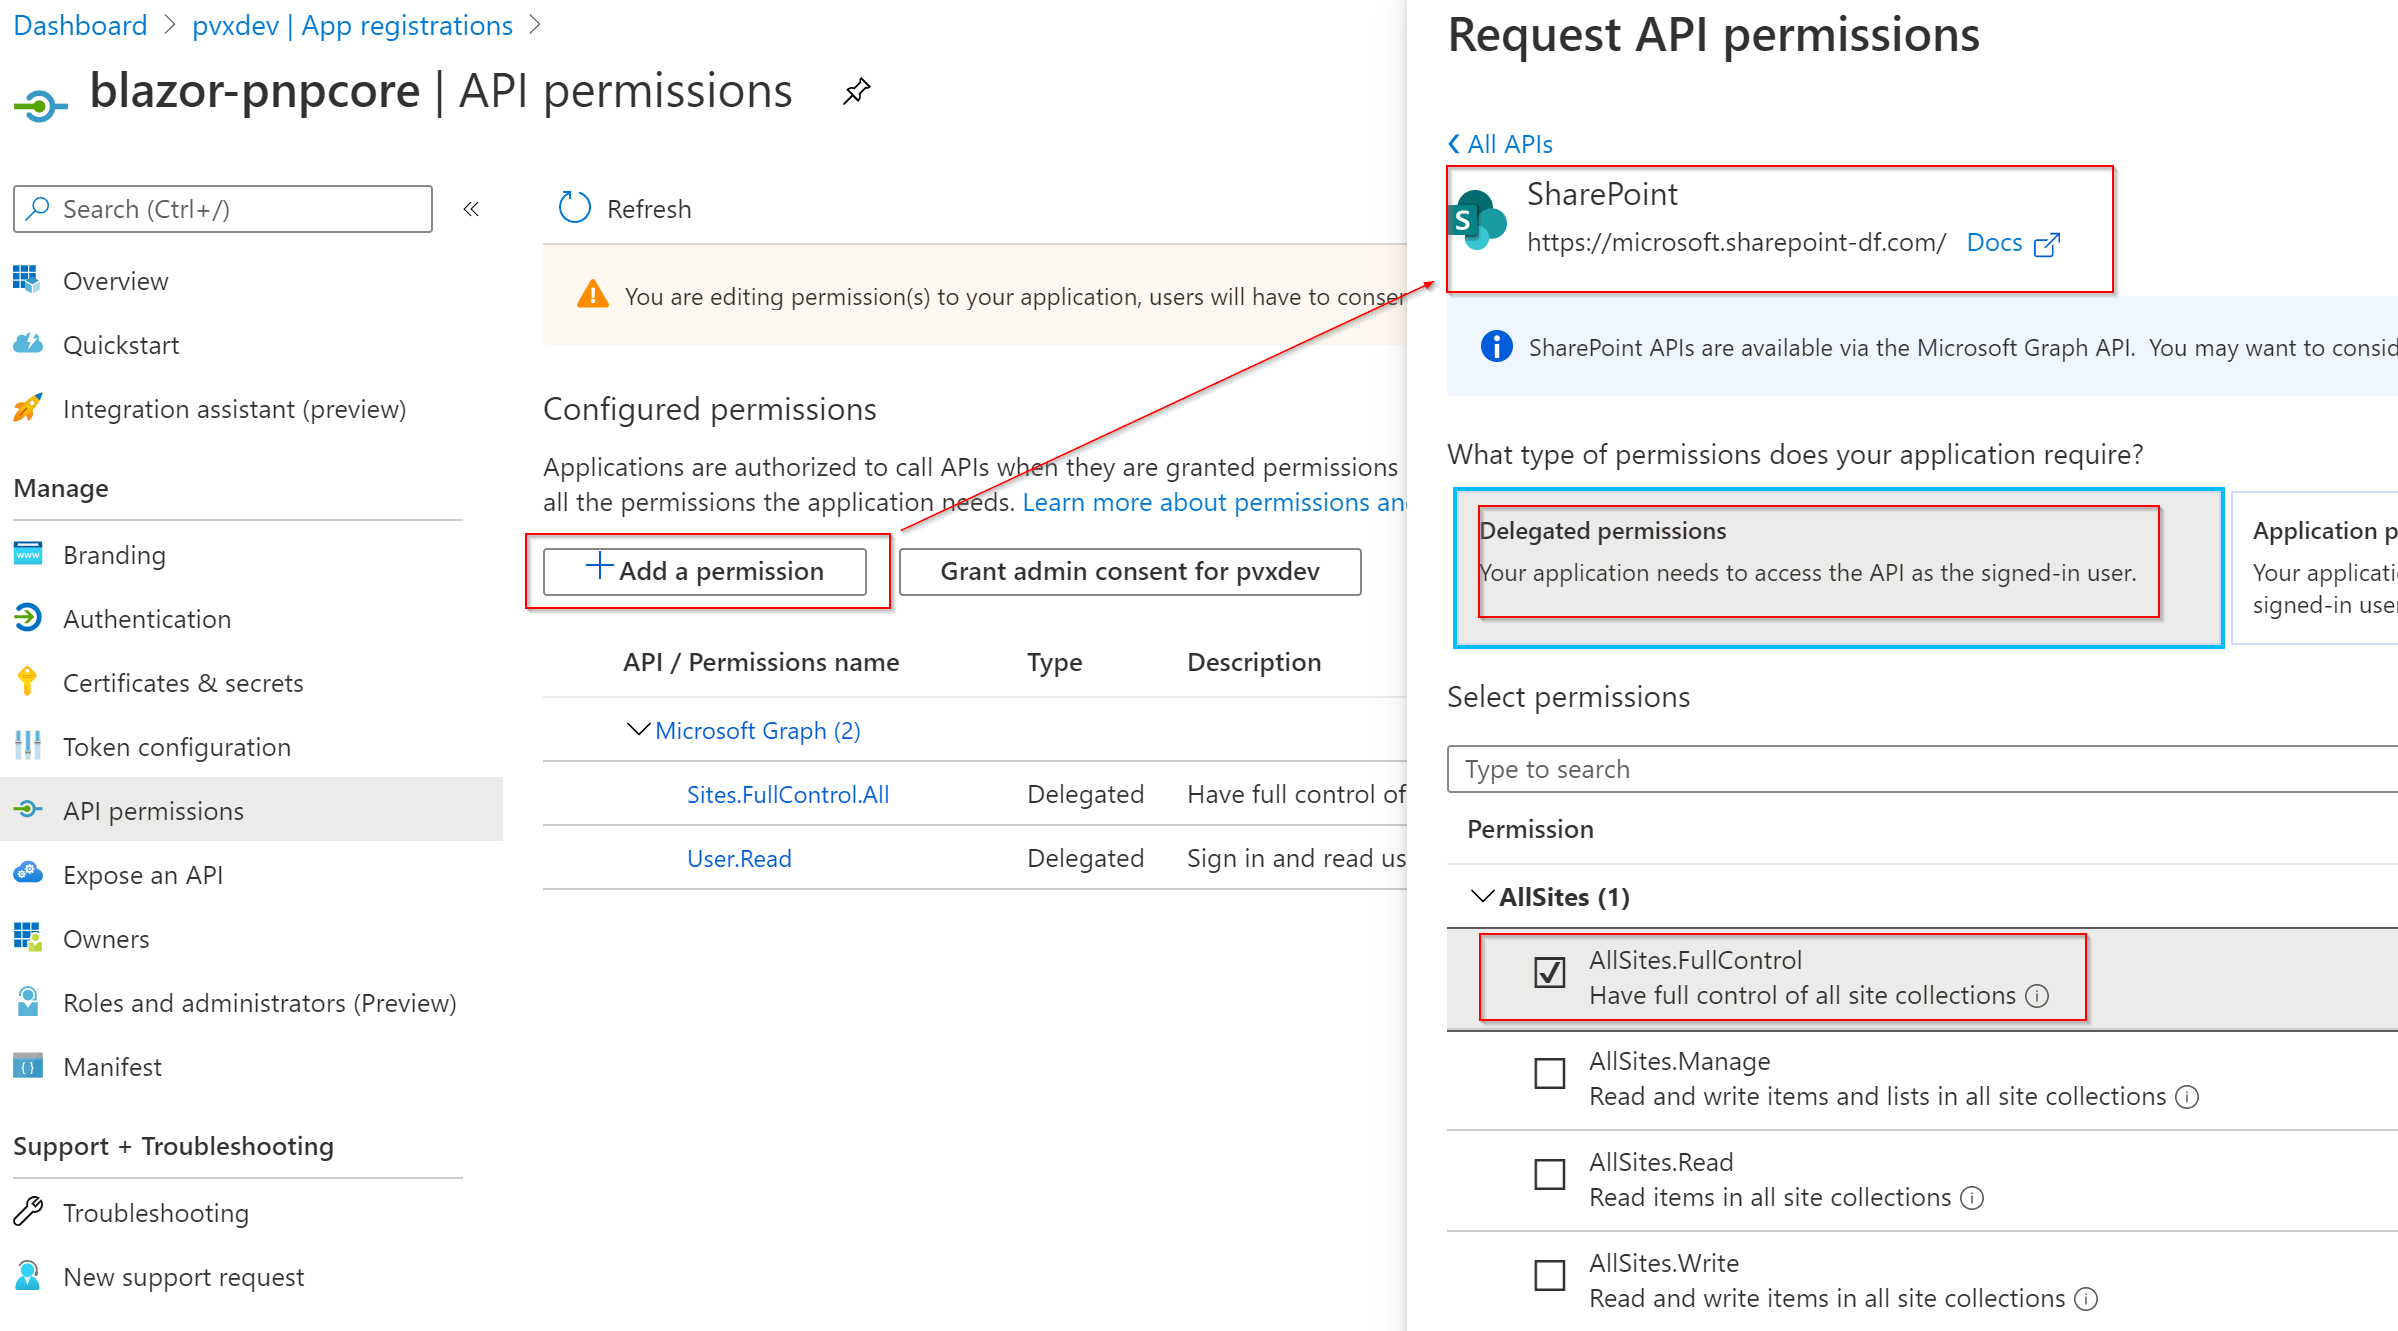 Dashboard > pvxdev | App registrations >
blazor-pnpcore | API permissions
Search (Ctrl+/)
«
Overview
Quickstart
Integration assistant (preview)
Manage
Branding
Authentication
Certificates & secrets
Token configuration
API permissions
Expose an API
Owners
Roles and administrators (Preview)
Manifest
Support + Troubleshooting
Troubleshooting
New support request
Refresh
You are editing permission(s) to your application, users will have to conse
Configured permissions
Applications are authorized to call APIs when they are granted permissions
all the permissions the application needs. Learn more about permissions an
Add a permission
Grant admin consent for pvxdev
API / Permissions name Type Description
Microsoft Graph (2)
Sites.FullControl.All Delegated Have full control of
User.Read Delegated Sign in and read us
Request API permissions
All APIs
SharePoint
S
https://microsoft.sharepoint-df.com/ Docs
SharePoint APIs are available via the Microsoft Graph API. You may want to consid
What type of permissions does your application require?
Delegated permissions
Your application needs to access the API as the signed-in user.
Application p
Your applicati
signed-in user
Select permissions
Type to search
Permission
AllSites (1)
AllSites.FullControl
Have full control of all site collections
AllSites.Manage
Read and write items and lists in all site collections
AllSites.Read
Read items in all site collections
AllSites.Write
Read and write items in all site collections